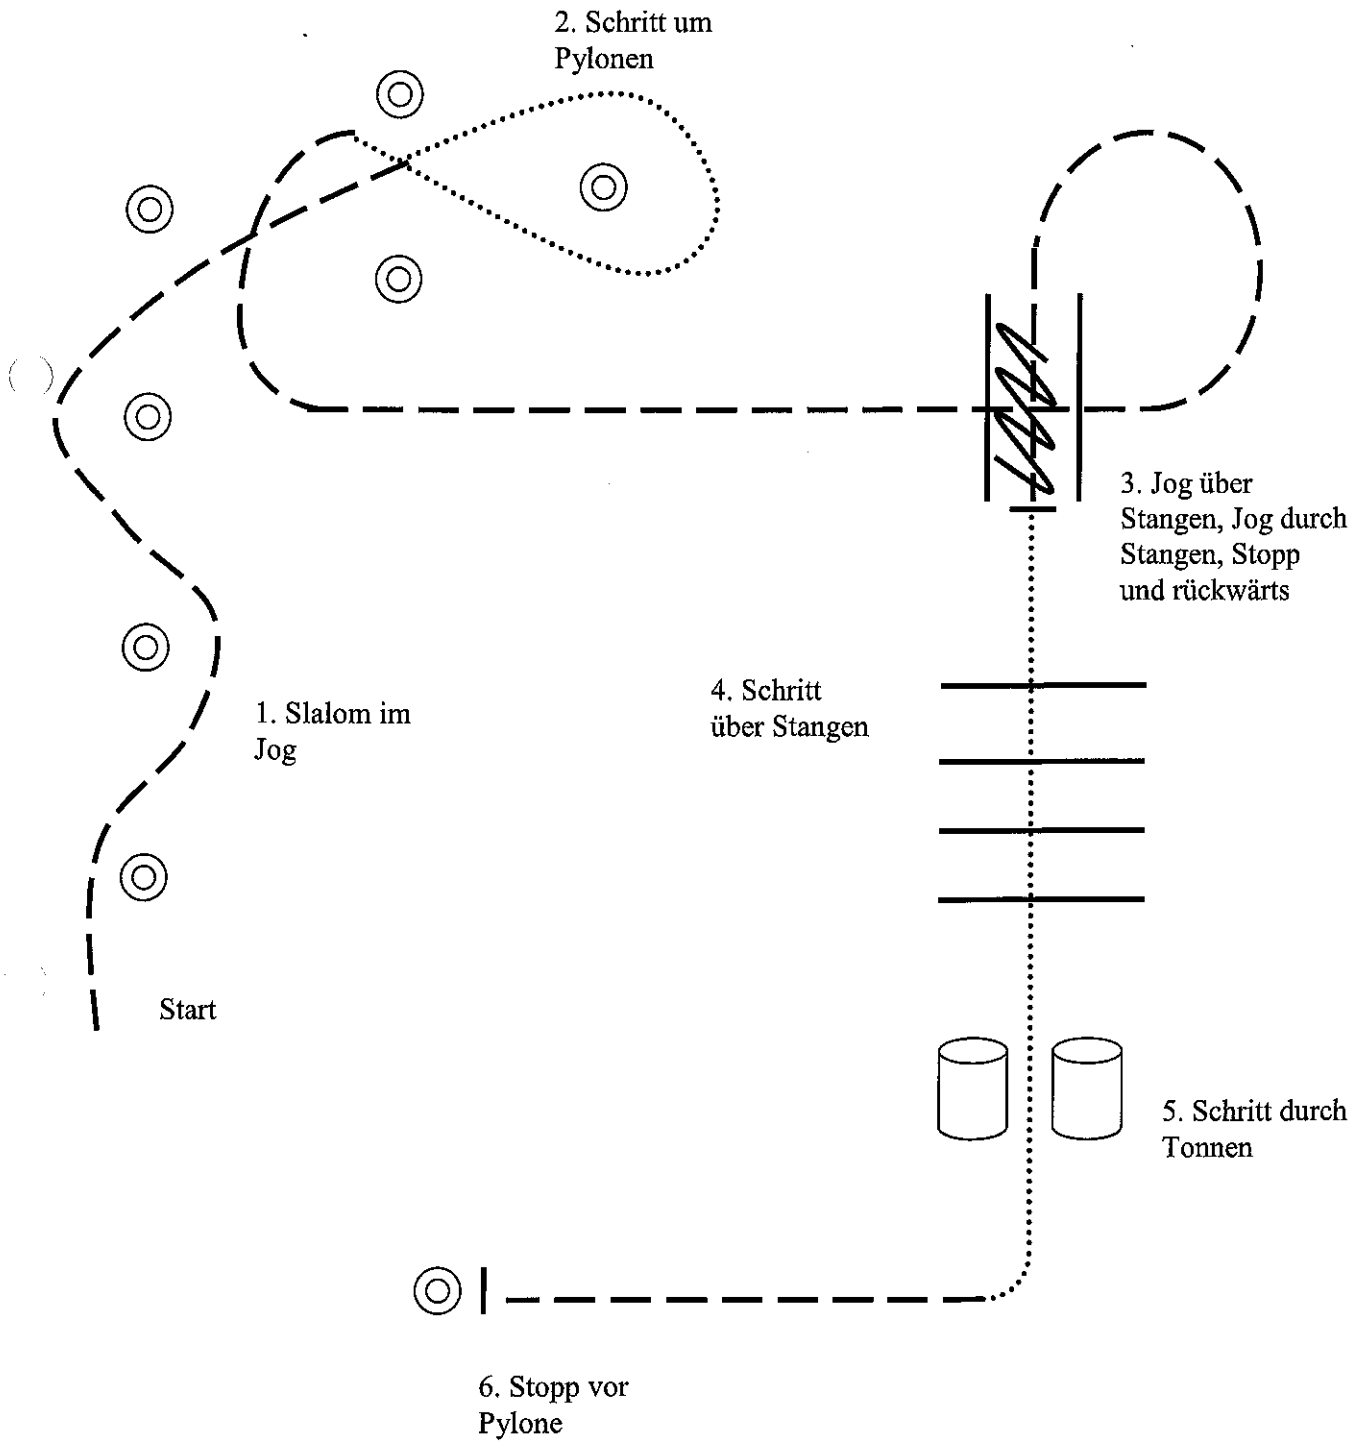 2. Schritt um
Pylonen
3. Jog über
Stangen, Jog durch
Stangen, Stopp
und rückwärts
4. Schritt
über Stangen
1. Slalom im
Jog
Start
5. Schritt durch
Tonnen
6. Stopp vor
Pylone